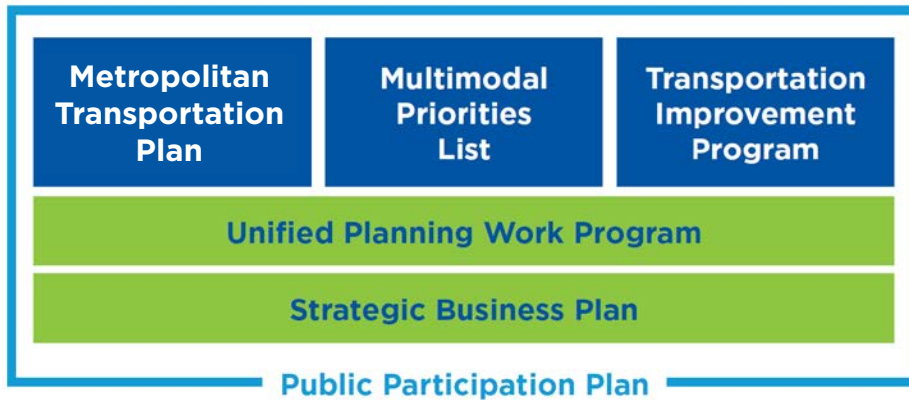 Metropolitan
Transportation
Plan
Multimodal
Priorities
List
Transportation
Improvement
Program
Unified Planning Work Program
Strategic Business Plan
Public Participation Plan